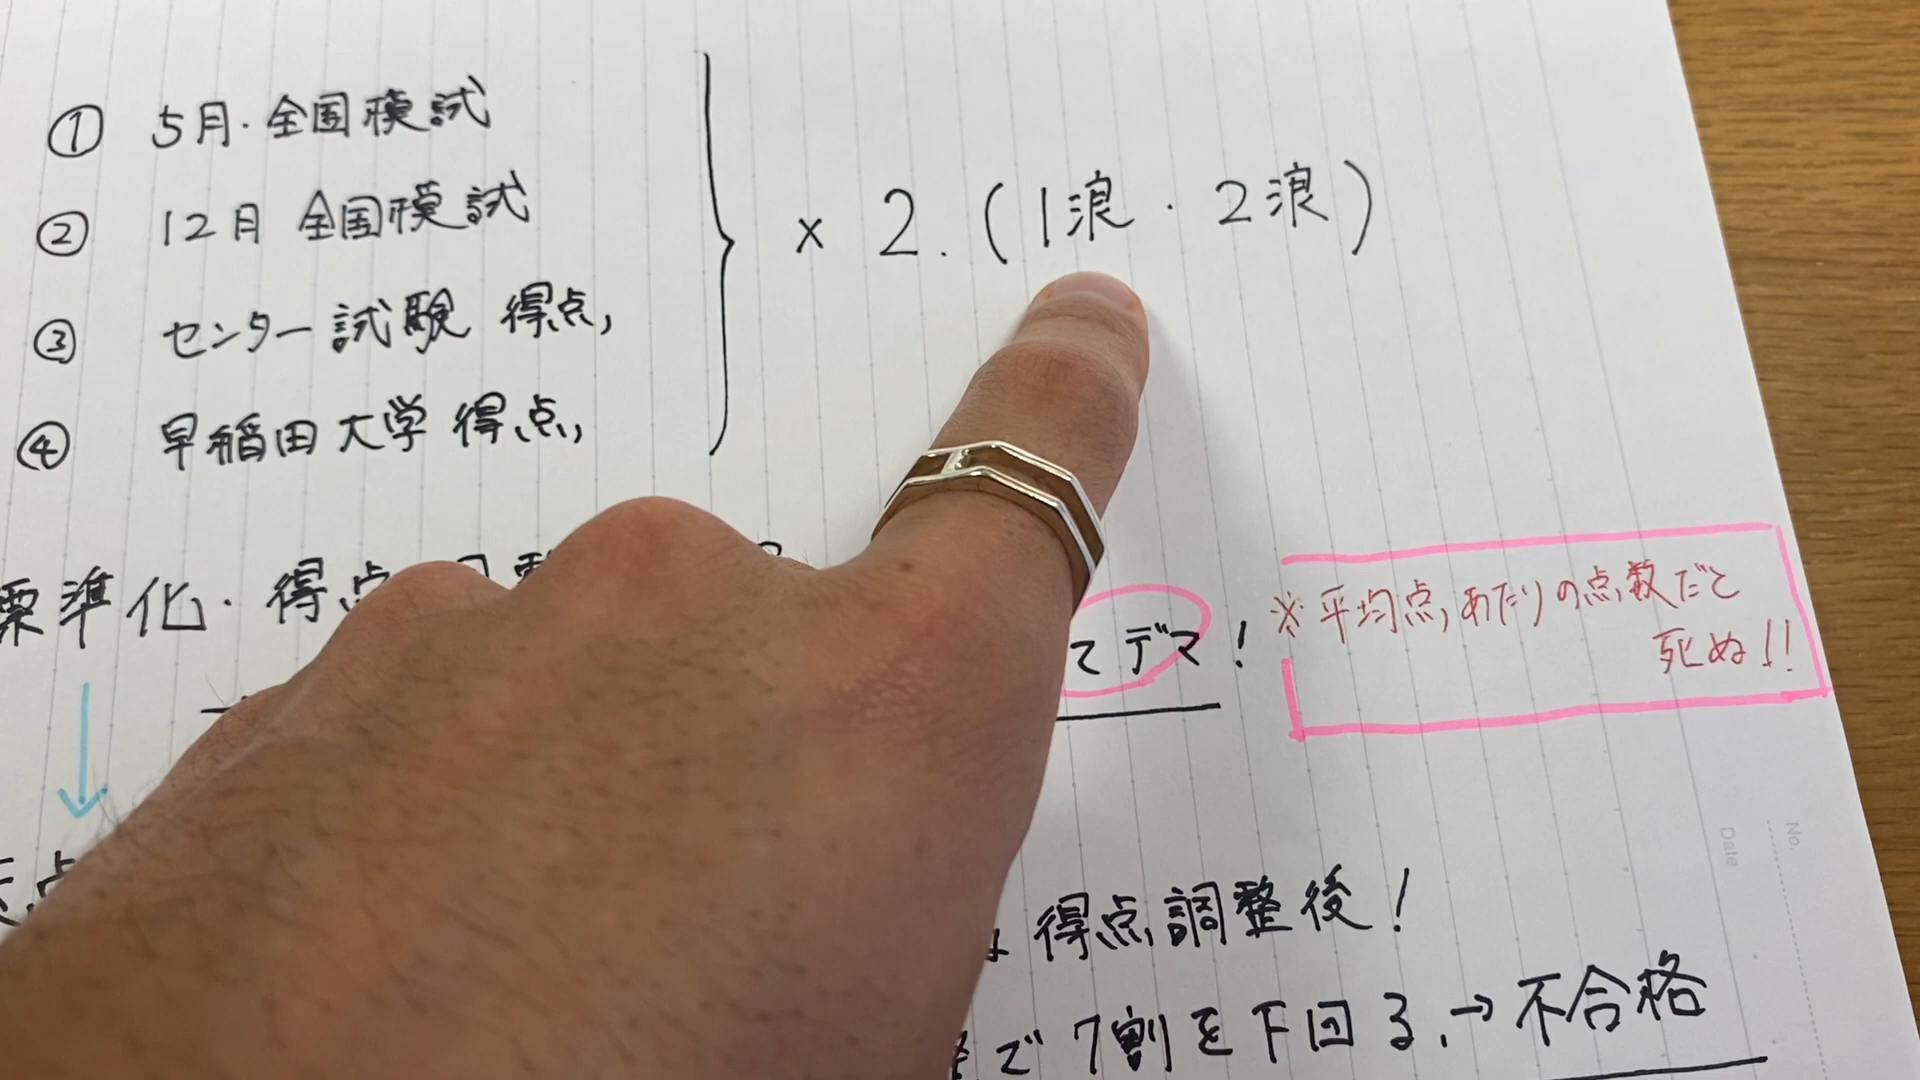 ① 5月・全国模試
② 12月 全国模試
③ センター試験 得点
④ 早稲田大学 得点
× 2.(1浪・2浪)
標準化・得点
てデマ!
※平均点あたりの点数だと
死ぬ!!
得点調整後!
で7割を下回る.→不合格
No.
Date